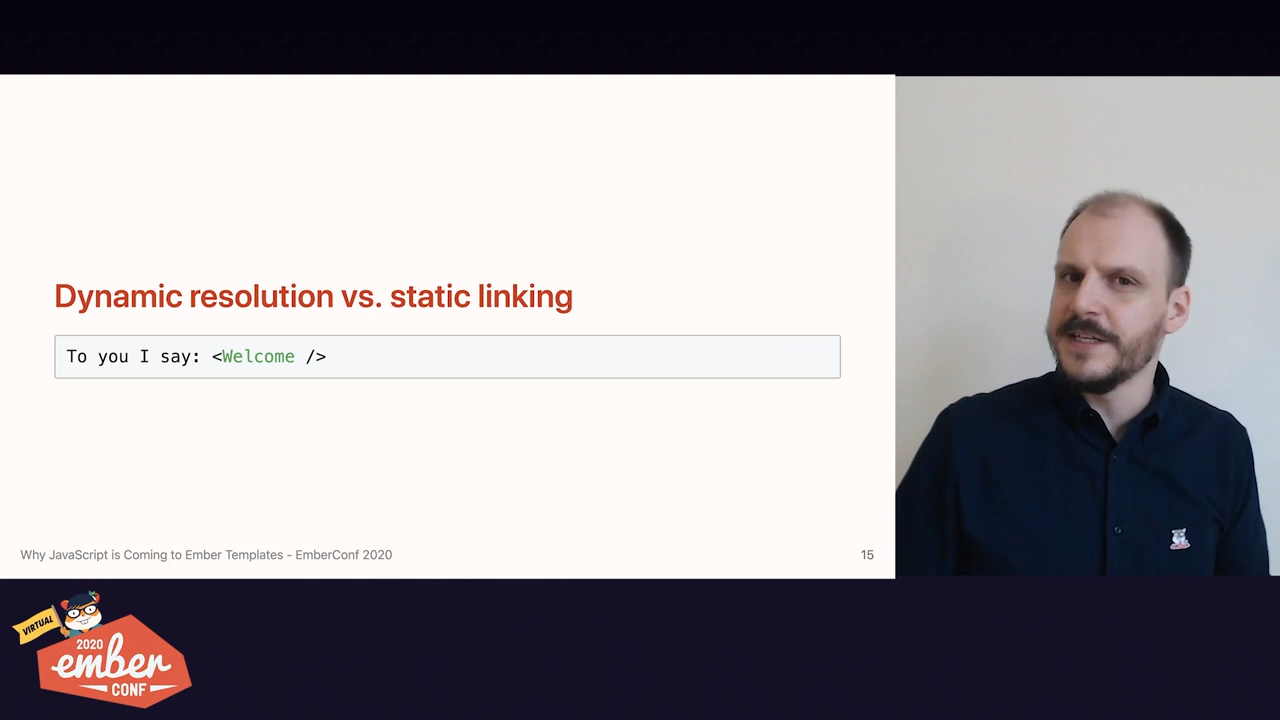 Dynamic resolution vs. static linking
To you I say: <Welcome />
Why JavaScript is Coming to Ember Templates - EmberConf 2020
15
VIRTUAL
2020
ember
CONF